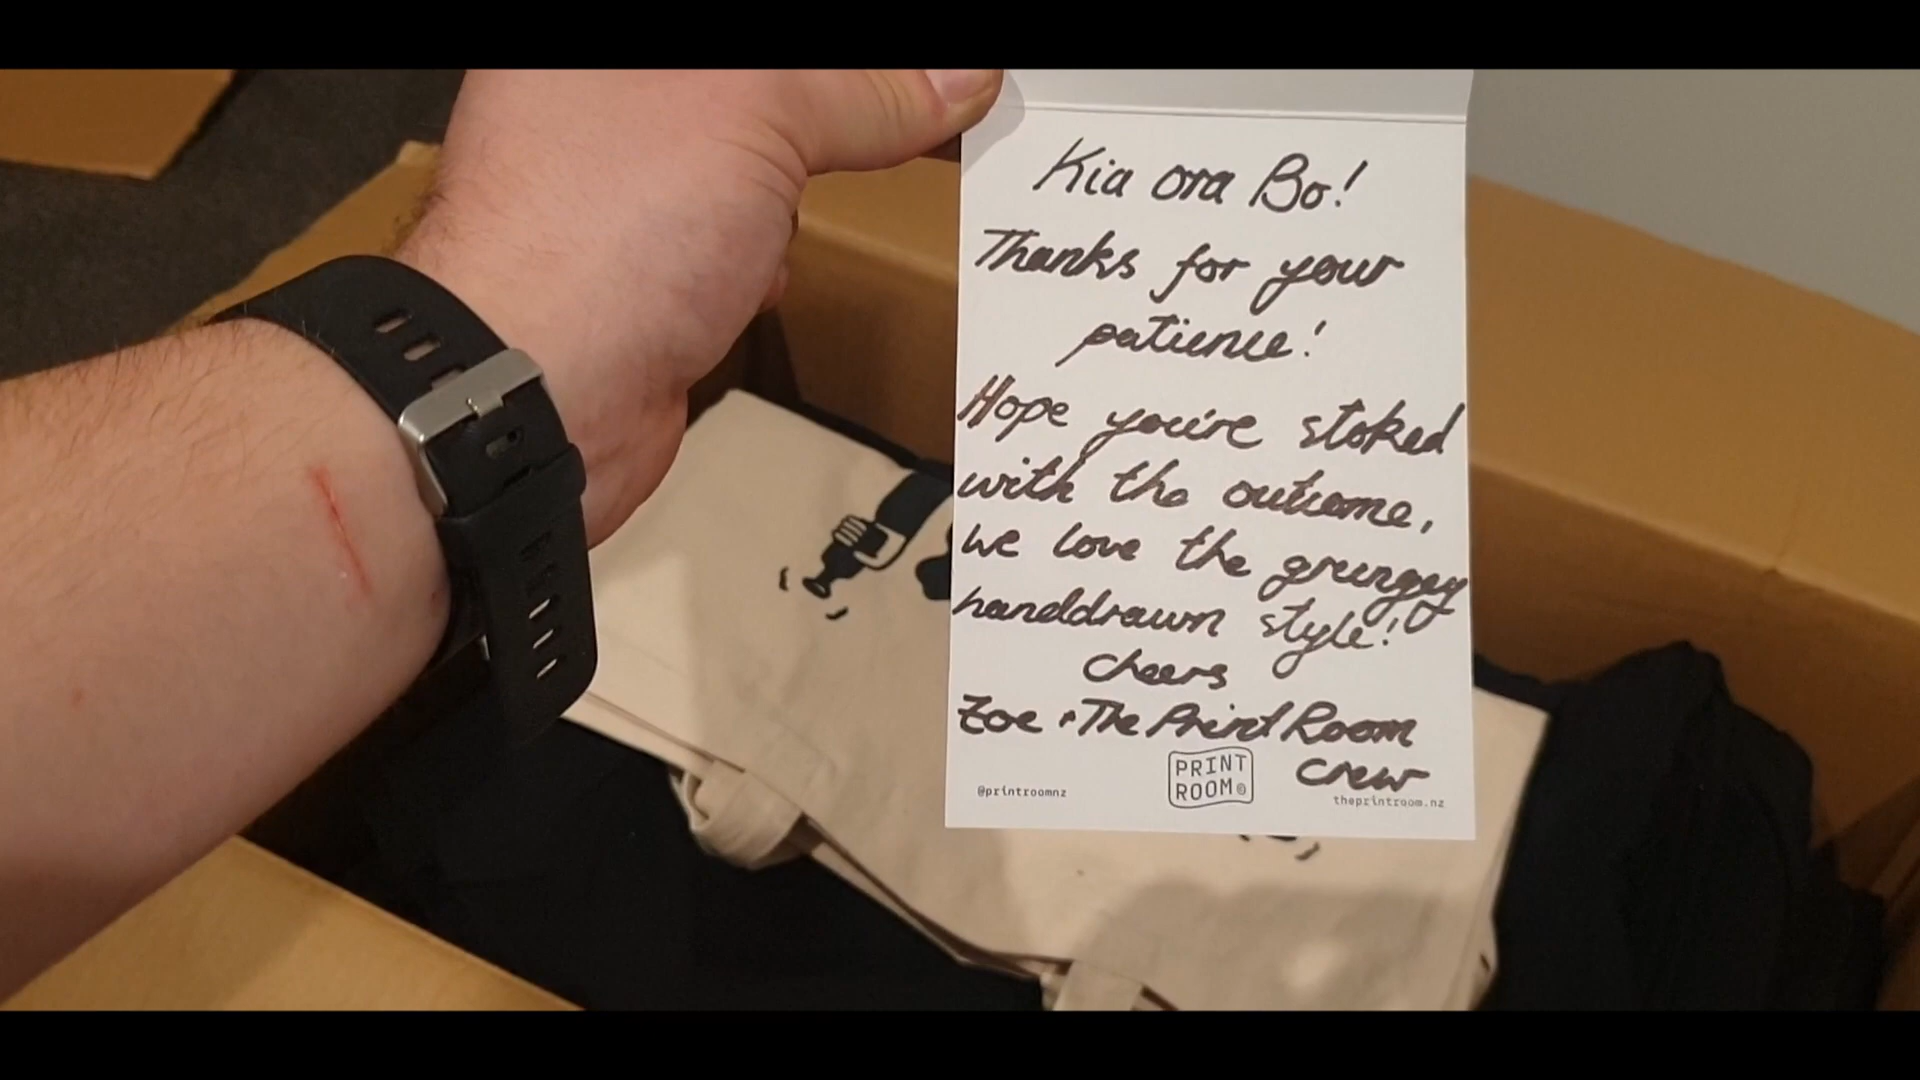 Kia ora Bo!
Thanks for your
patience!
Hope you're stoked
with the outcome,
we love the grungey
handdrawn style!
Cheers
Zoe + The Print Room
Crew
PRINT
ROOM
@printroomnz
theprintroom.nz